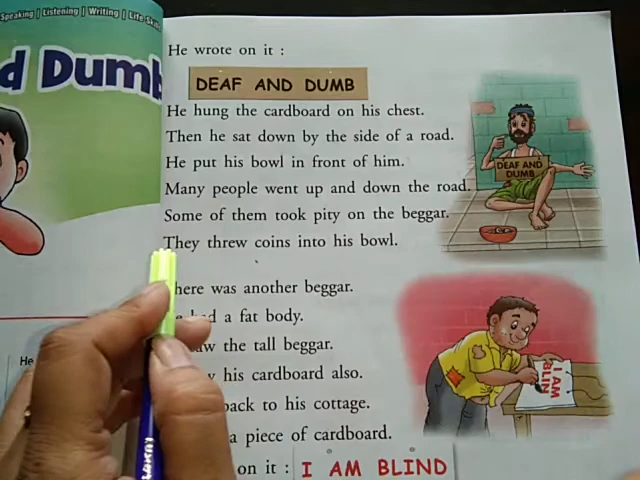 Speaking | Listening | Writing | Life Skills
d Dumb
He wrote on it :
DEAF AND DUMB
He hung the cardboard on his chest.
Then he sat down by the side of a road.
He put his bowl in front of him.
Many people went up and down the road.
Some of them took pity on the beggar.
They threw coins into his bowl.
DEAF AND
DUMB
here was another beggar.
a fat body.
the tall beggar.
his cardboard also.
back to his cottage.
a piece of cardboard.
on it : I AM BLIND
I AM
BLIN
He